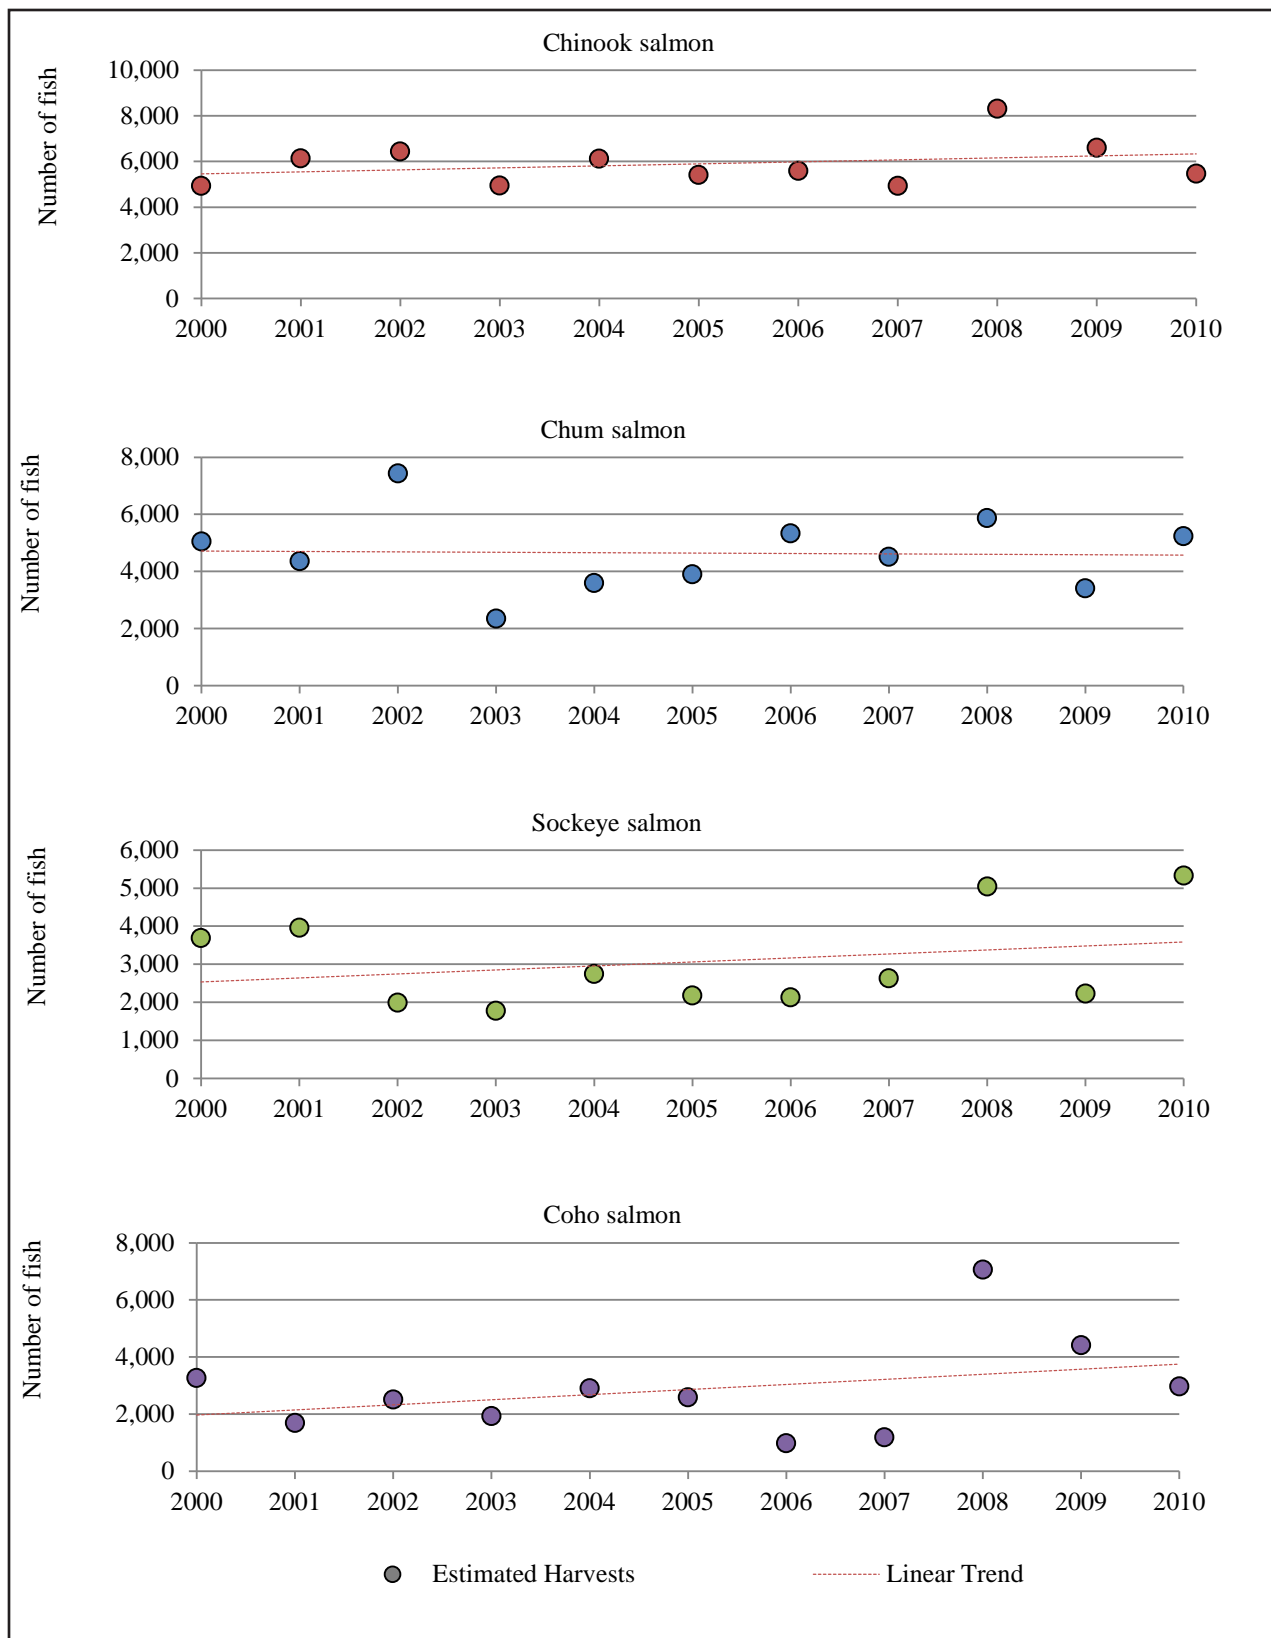 Chinook salmon
Number of fish
10,000
8,000
6,000
4,000
2,000
0
2000 2001 2002 2003 2004 2005 2006 2007 2008 2009 2010
Chum salmon
Number of fish
8,000
6,000
4,000
2,000
0
2000 2001 2002 2003 2004 2005 2006 2007 2008 2009 2010
Sockeye salmon
Number of fish
6,000
5,000
4,000
3,000
2,000
1,000
0
2000 2001 2002 2003 2004 2005 2006 2007 2008 2009 2010
Coho salmon
Number of fish
8,000
6,000
4,000
2,000
0
2000 2001 2002 2003 2004 2005 2006 2007 2008 2009 2010
Estimated Harvests Linear Trend